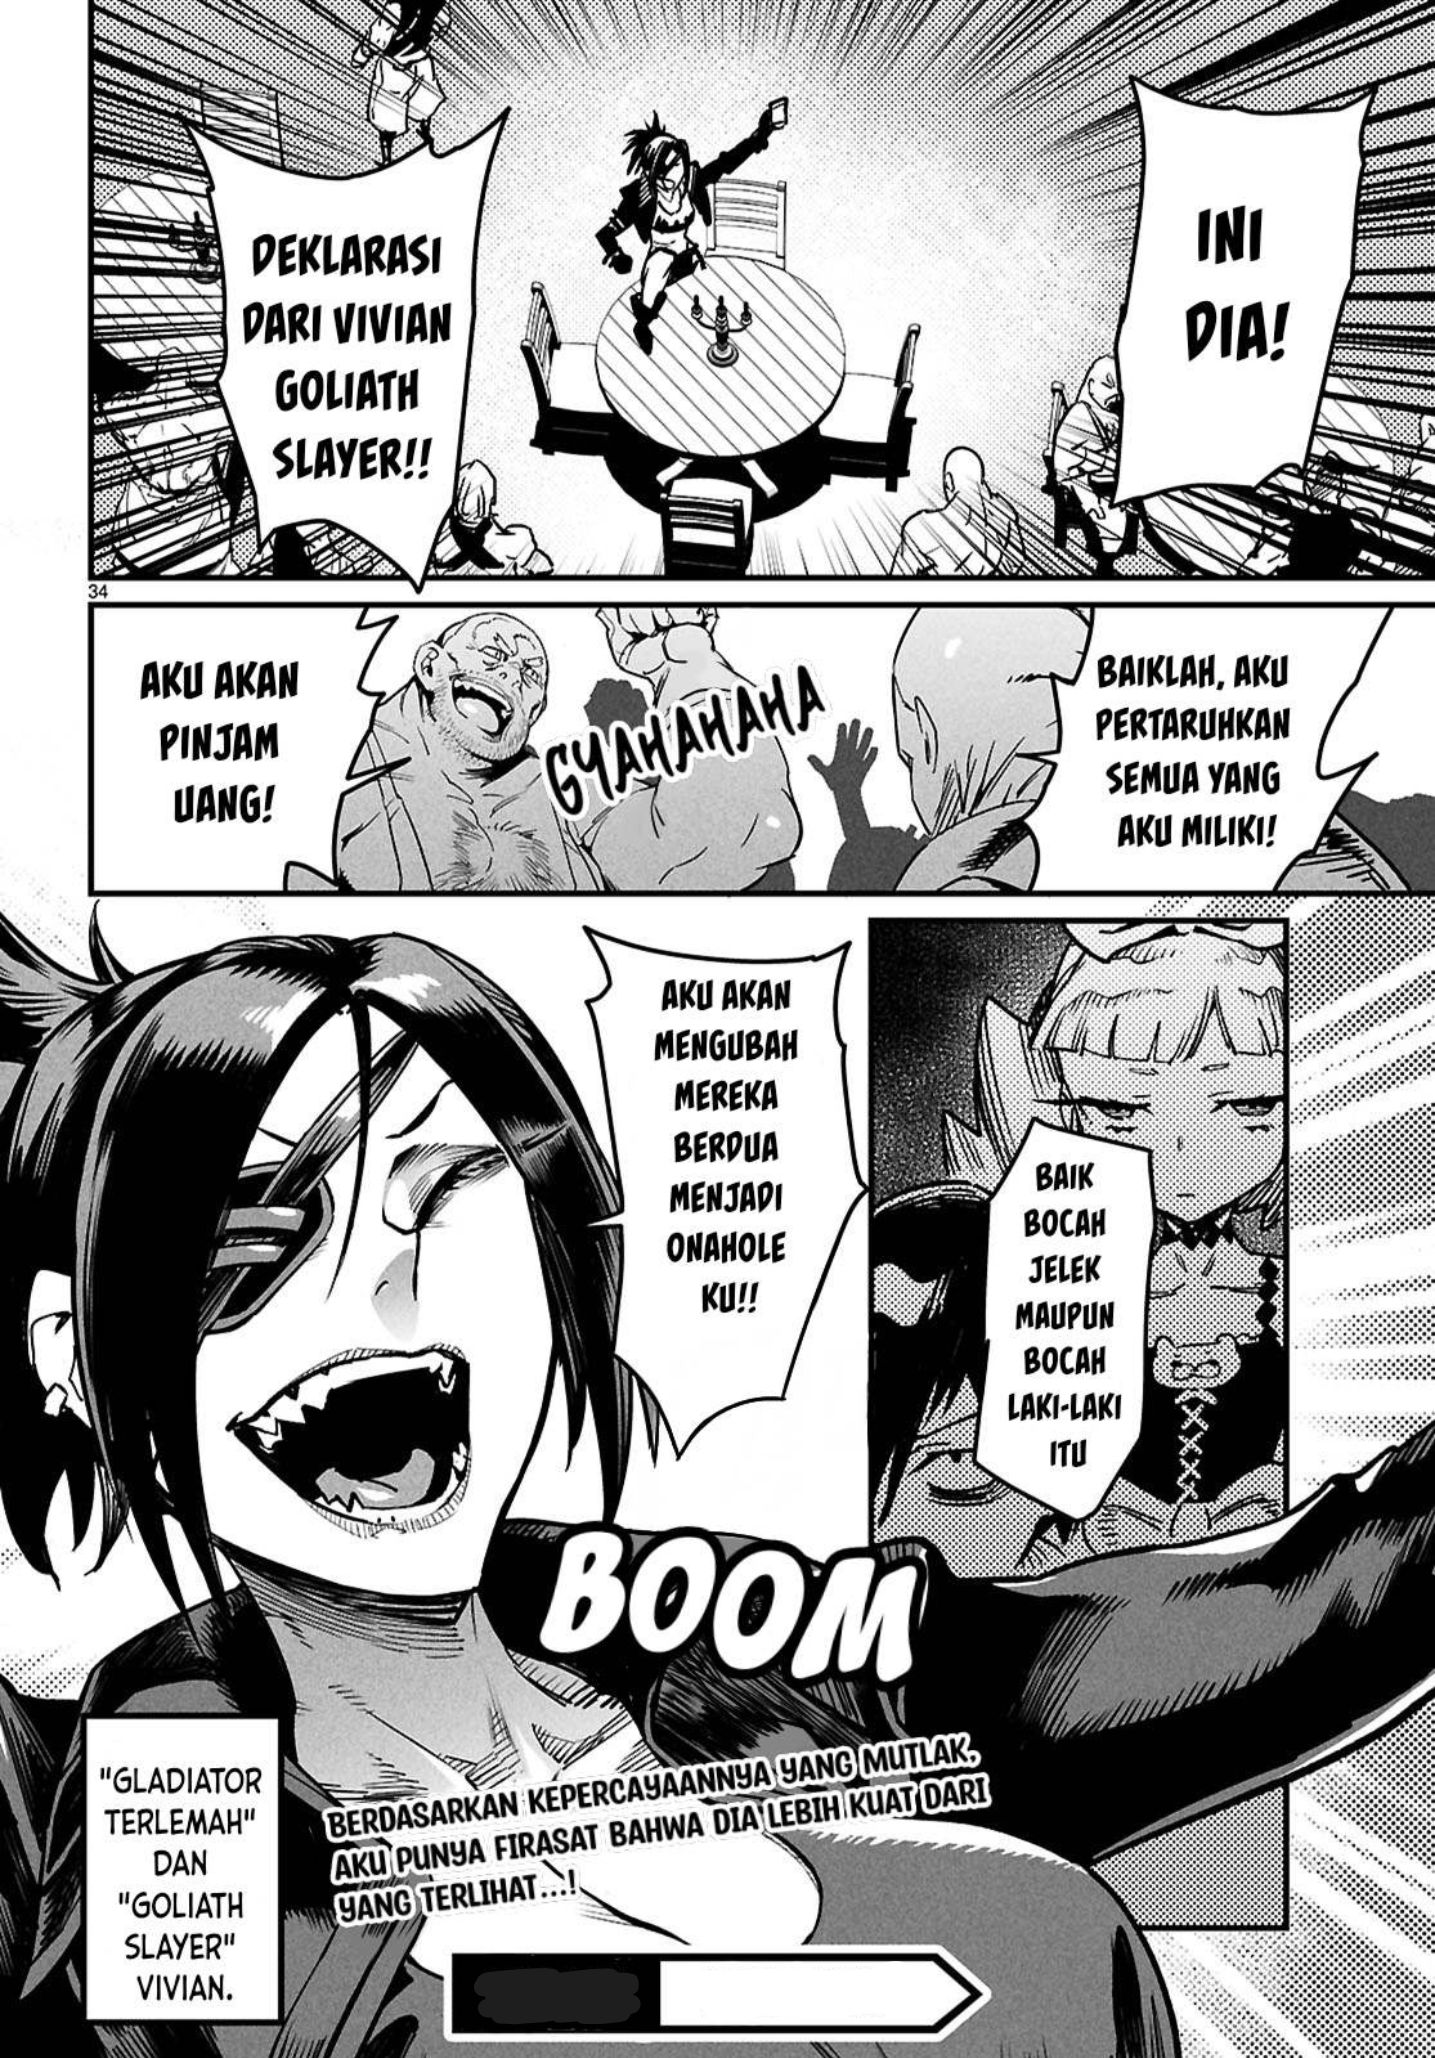 INI
DIA!
DEKLARASI
DARI VIVIAN
GOLIATH
SLAYER!!
34
BAIKLAH, AKU
PERTARUHKAN
SEMUA YANG
AKU MILIKI!
GYAHAHAHA
AKU AKAN
PINJAM
UANG!
BAIK
BOCAH
JELEK
MAUPUN
BOCAH
LAKI-LAKI
ITU
AKU AKAN
MENGUBAH
MEREKA
BERDUA
MENJADI
ONAHOLE
KU!!
BOOM
BERDASARKAN KEPERCAYAANNYA YANG MUTLAK,
AKU PUNYA FIRASAT BAHWA DIA LEBIH KUAT DARI
YANG TERLIHAT...!
"GLADIATOR
TERLEMAH"
DAN
"GOLIATH
SLAYER"
VIVIAN.